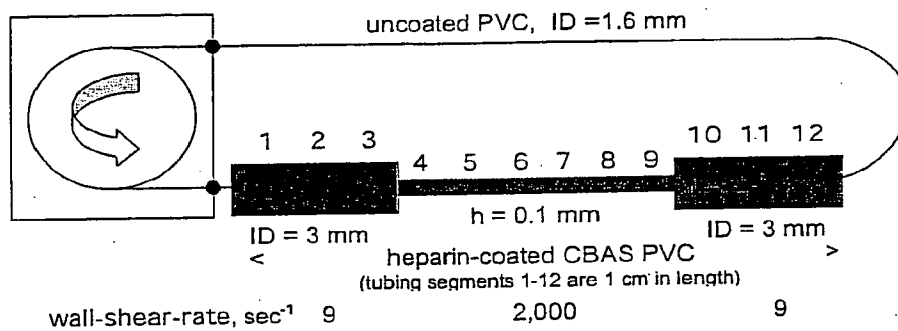 uncoated PVC, ID =1.6 mm
1 2 3 4 5 6 7 8 9 10 11 12
h = 0.1 mm
ID = 3 mm ID = 3 mm
< heparin-coated CBAS PVC >
(tubing segments 1-12 are 1 cm in length)
wall-shear-rate, sec⁻¹ 9 2,000 9